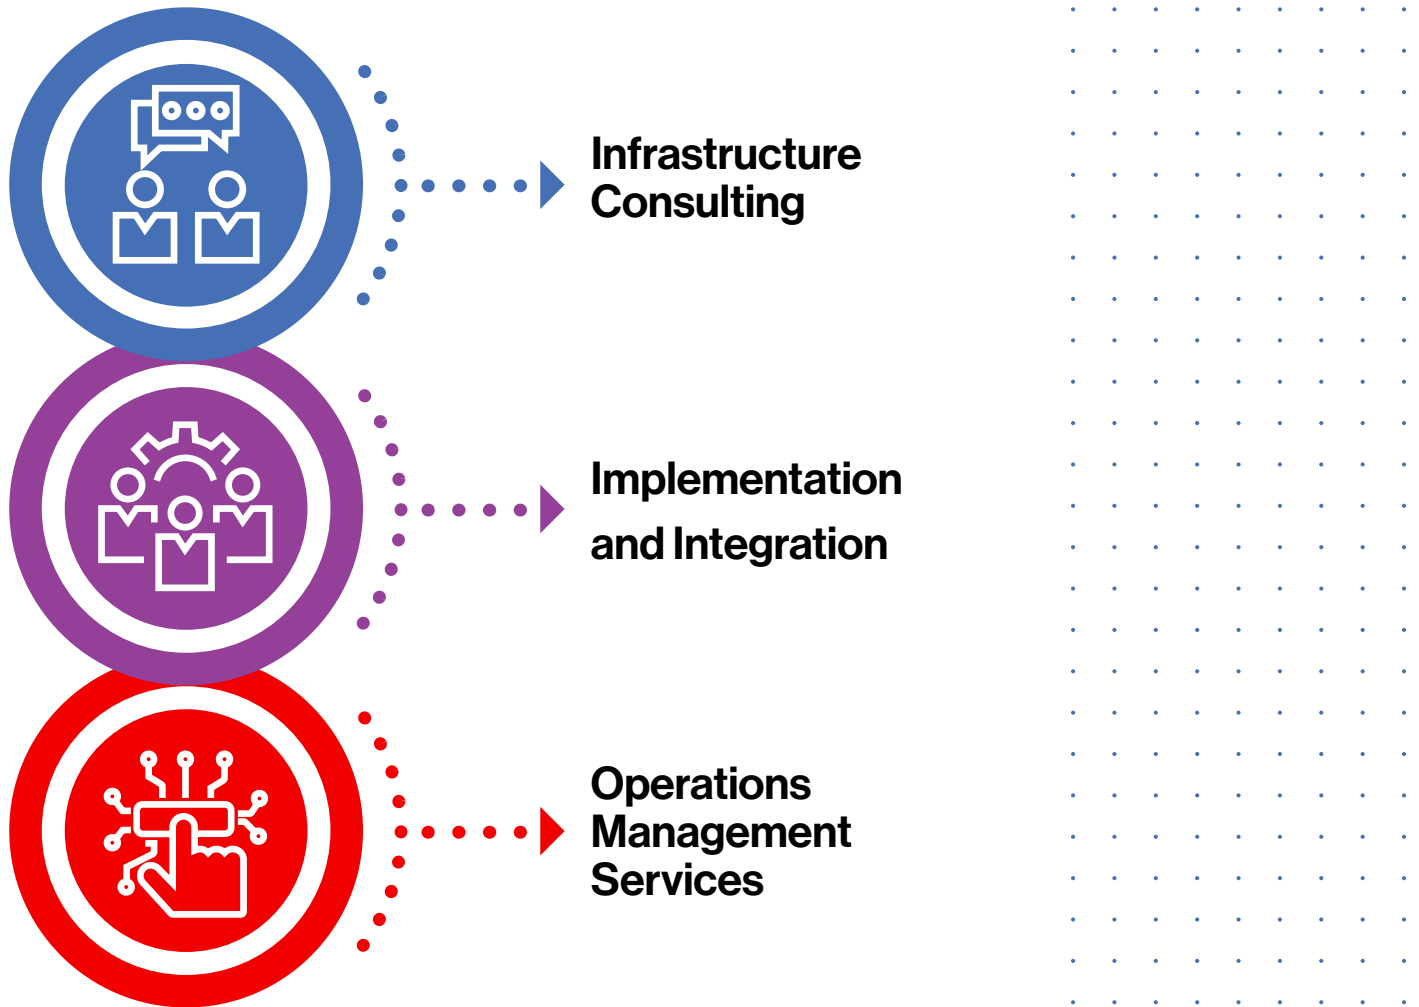 Infrastructure
Consulting
Implementation
and Integration
Operations
Management
Services